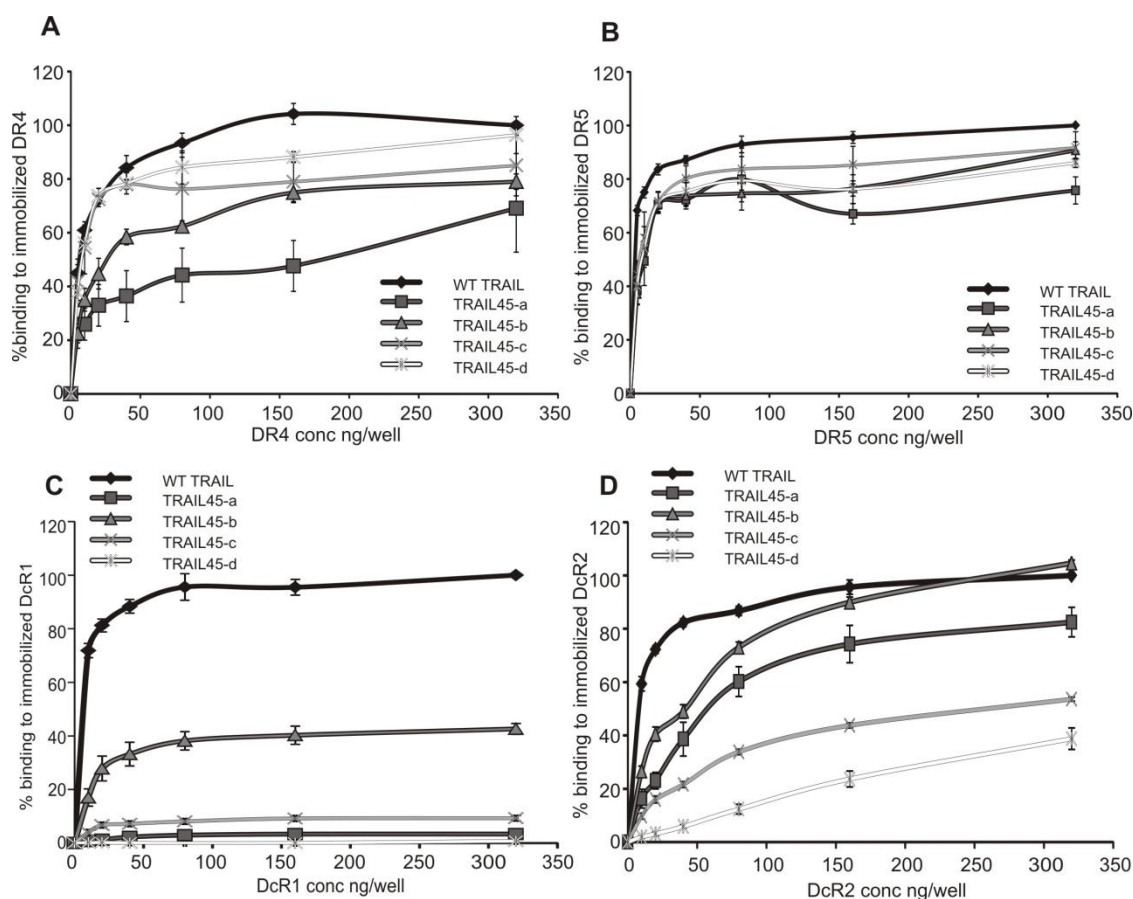 A
120
100
80
60
40
20
0
%binding to immobilized DR4
WT TRAIL
TRAIL45-a
TRAIL45-b
TRAIL45-c
TRAIL45-d
0 50 100 150 200 250 300 350
DR4 conc ng/well
B
120
100
80
60
40
20
0
% binding to immobilized DR5
WT TRAIL
TRAIL45-a
TRAIL45-b
TRAIL45-c
TRAIL45-d
0 50 100 150 200 250 300 350
DR5 conc ng/well
C
WT TRAIL
TRAIL45-a
TRAIL45-b
TRAIL45-c
TRAIL45-d
120
100
80
60
40
20
0
% binding to immobilized DcR1
0 50 100 150 200 250 300 350
DcR1 conc ng/well
D
WT TRAIL
TRAIL45-a
TRAIL45-b
TRAIL45-c
TRAIL45-d
120
100
80
60
40
20
0
% binding to immobilized DcR2
0 50 100 150 200 250 300 350
DcR2 conc ng/well